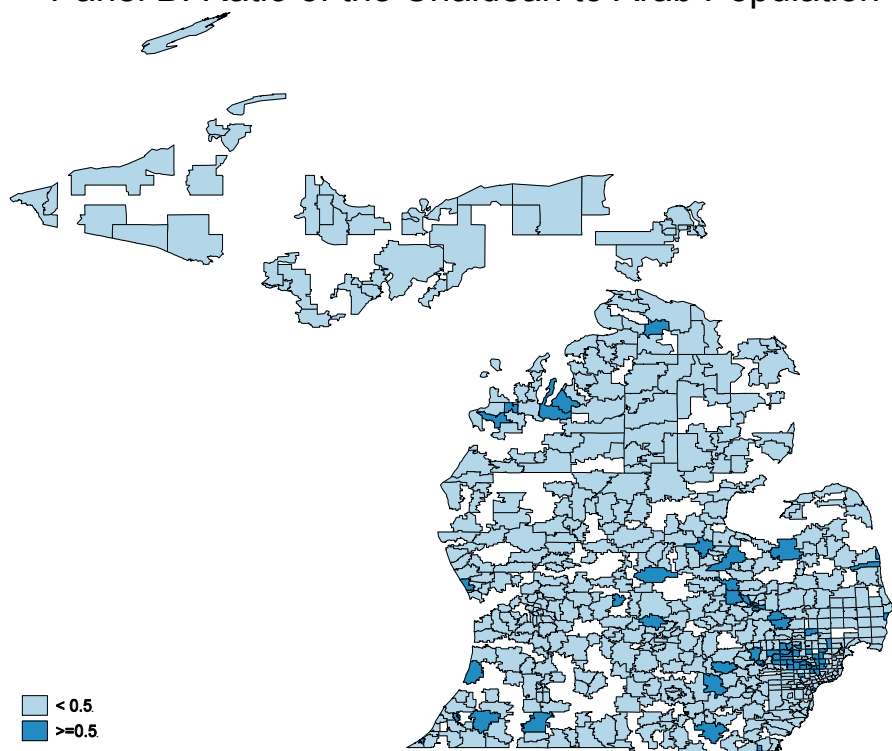 Panel B: Ratio of the Chaldean to Arab Population
< 0.5.
>=0.5.